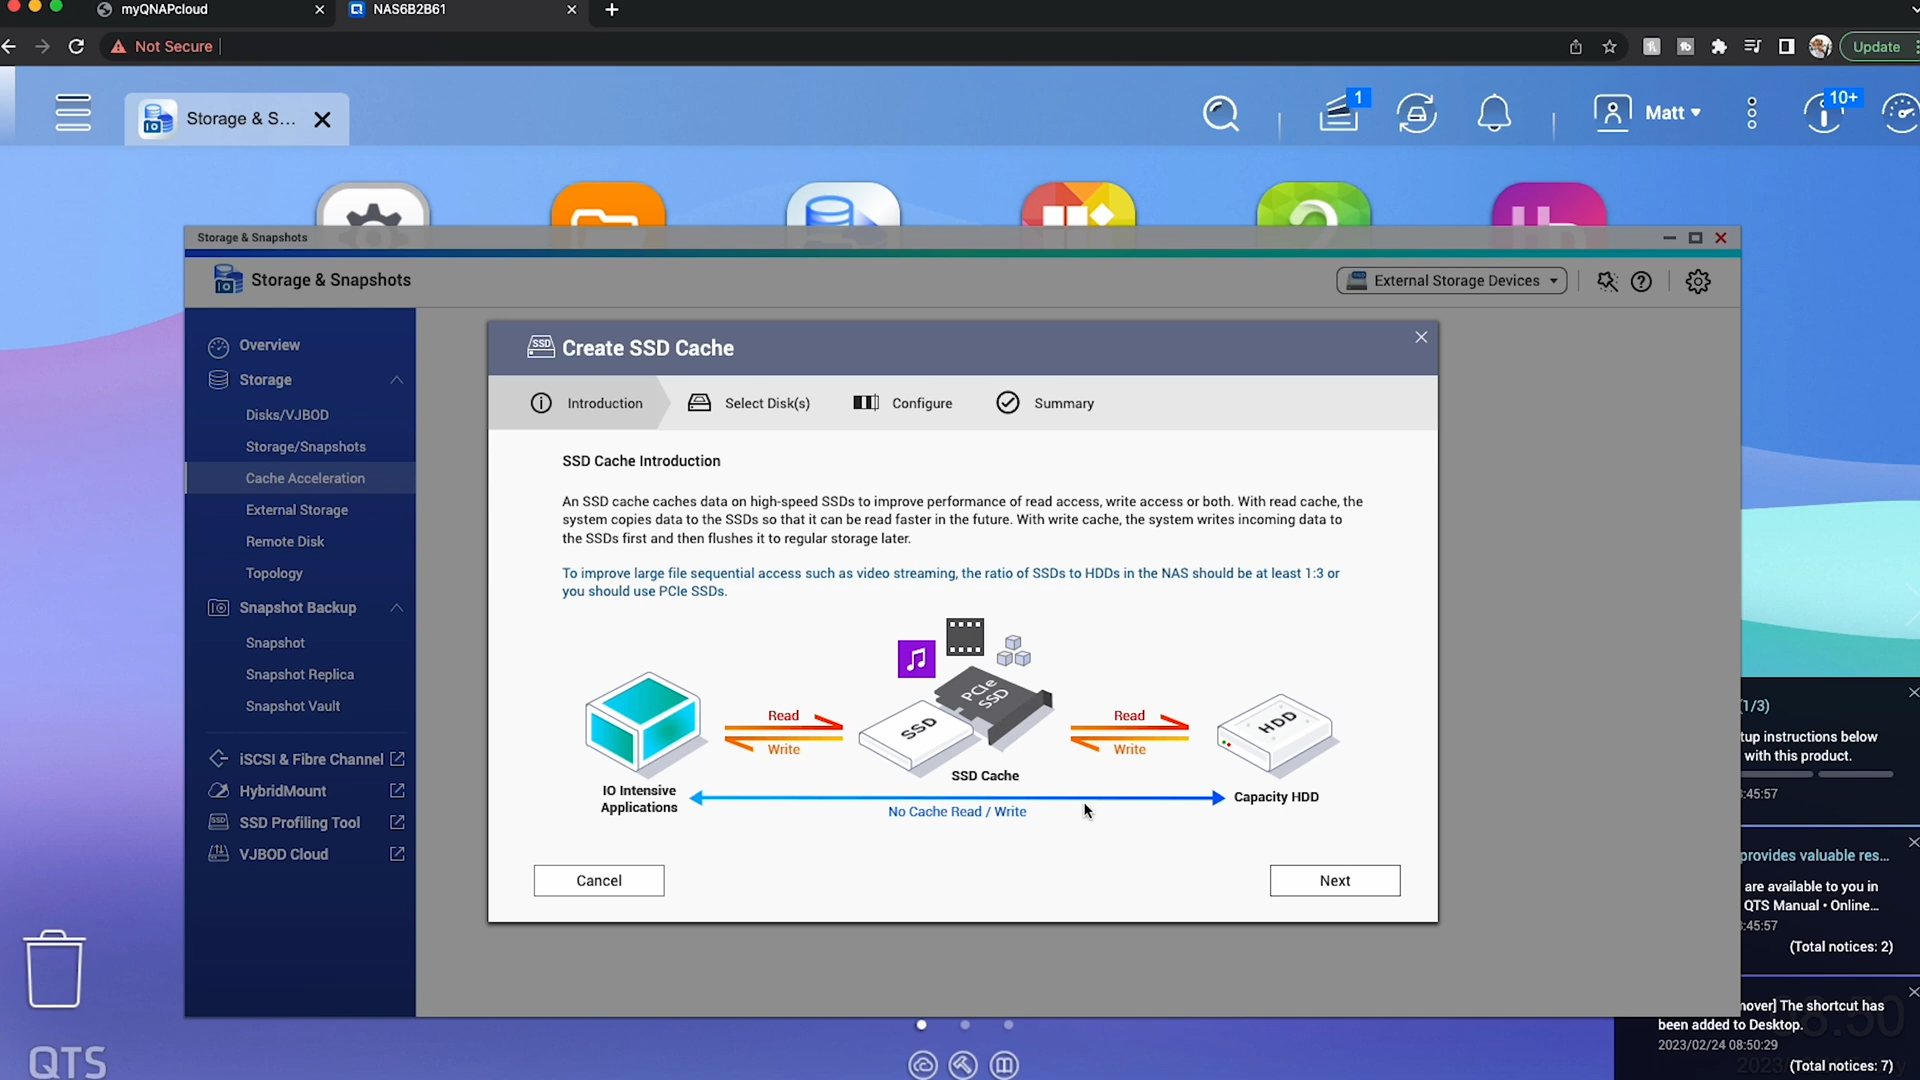 myQNAPcloud
NAS6B2B61
Not Secure
Update
Storage & S...
1
Matt
10+
Storage & Snapshots
Storage & Snapshots
External Storage Devices
Overview
Storage
Disks/VJBOD
Storage/Snapshots
Cache Acceleration
External Storage
Remote Disk
Topology
Snapshot Backup
Snapshot
Snapshot Replica
Snapshot Vault
iSCSI & Fibre Channel
HybridMount
SSD Profiling Tool
VJBOD Cloud
SSD Create SSD Cache
Introduction
Select Disk(s)
Configure
Summary
SSD Cache Introduction
An SSD cache caches data on high-speed SSDs to improve performance of read access, write access or both. With read cache, the
system copies data to the SSDs so that it can be read faster in the future. With write cache, the system writes incoming data to
the SSDs first and then flushes it to regular storage later.
To improve large file sequential access such as video streaming, the ratio of SSDs to HDDs in the NAS should be at least 1:3 or
you should use PCIe SSDs.
PCIe
SSD
SSD
HDD
Read
Write
Read
Write
SSD Cache
IO Intensive
Applications
Capacity HDD
No Cache Read / Write
Cancel
Next
(1/3)
tup instructions below
with this product.
:45:57
provides valuable res...
are available to you in
QTS Manual • Online...
:45:57
(Total notices: 2)
mover] The shortcut has
been added to Desktop.
2023/02/24 08:50:29
(Total notices: 7)
QTS